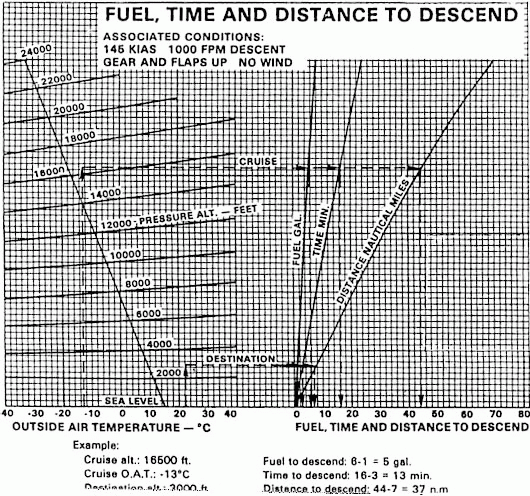 FUEL, TIME AND DISTANCE TO DESCEND
ASSOCIATED CONDITIONS:
145 KIAS 1000 FPM DESCENT
GEAR AND FLAPS UP NO WIND
24000
22000
20000
18000
16000
CRUISE
14000
12000 PRESSURE ALT. — FEET
10000
8000
6000
4000
2000
SEA LEVEL
DESTINATION
FUEL GAL.
TIME MIN.
DISTANCE NAUTICAL MILES
-40 -30 -20 -10 0 10 20 30 40
0 10 20 30 40 50 60 70 80
OUTSIDE AIR TEMPERATURE — °C
FUEL, TIME AND DISTANCE TO DESCEND
Example:
Cruise alt.: 16500 ft.
Cruise O.A.T.: -13°C
Destination alt.: 3000 ft
Fuel to descend: 6-1 = 5 gal.
Time to descend: 16-3 = 13 min.
Distance to descend: 44-7 = 37 n.m